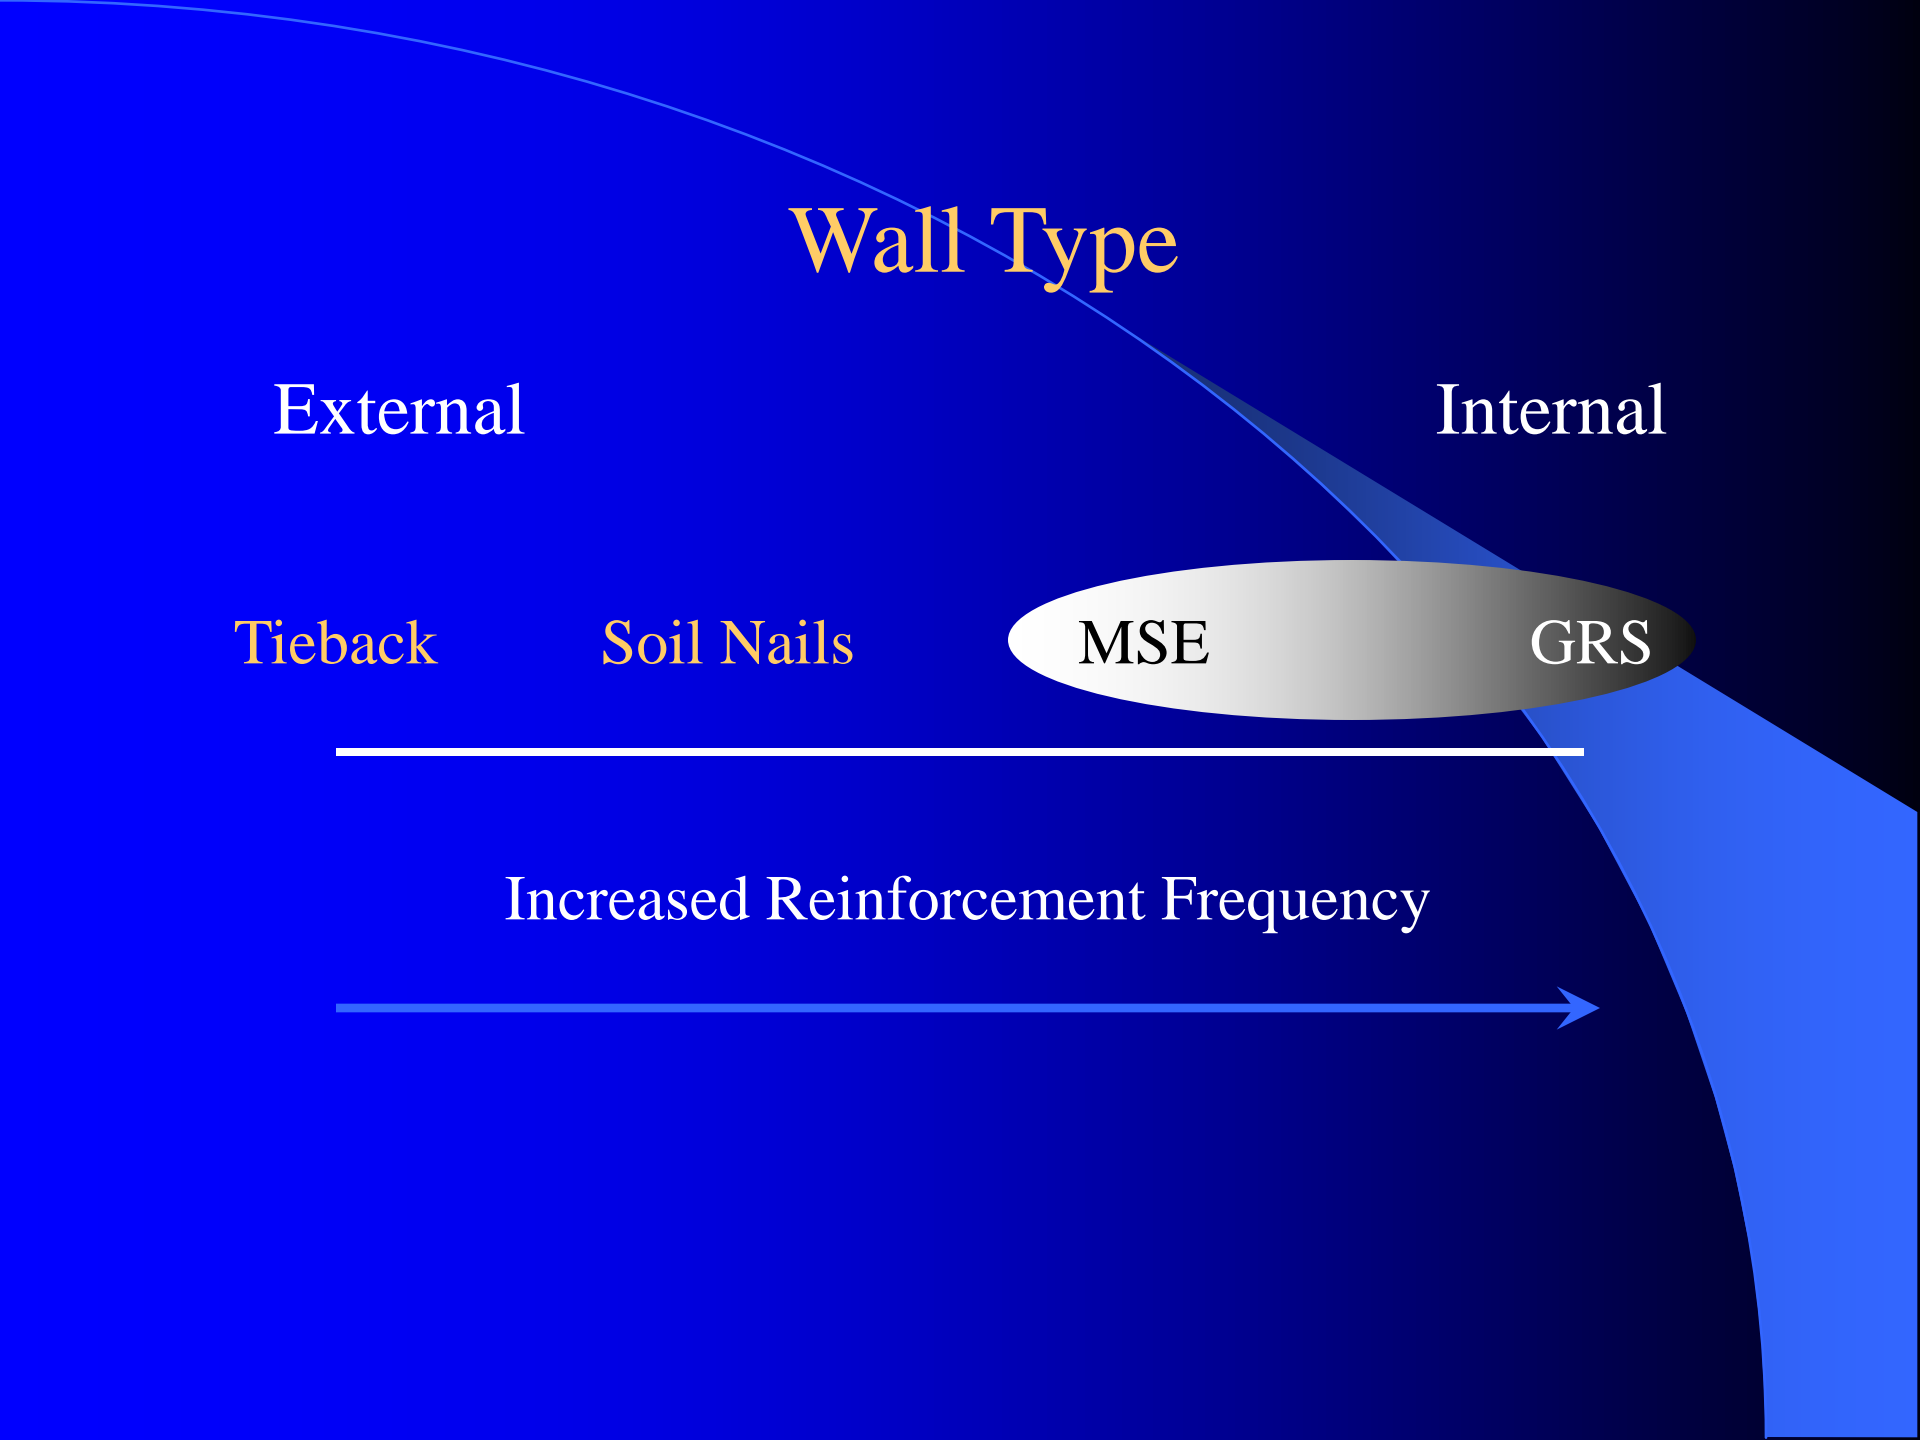 Wall Type
External Internal
Tieback Soil Nails MSE GRS
Increased Reinforcement Frequency